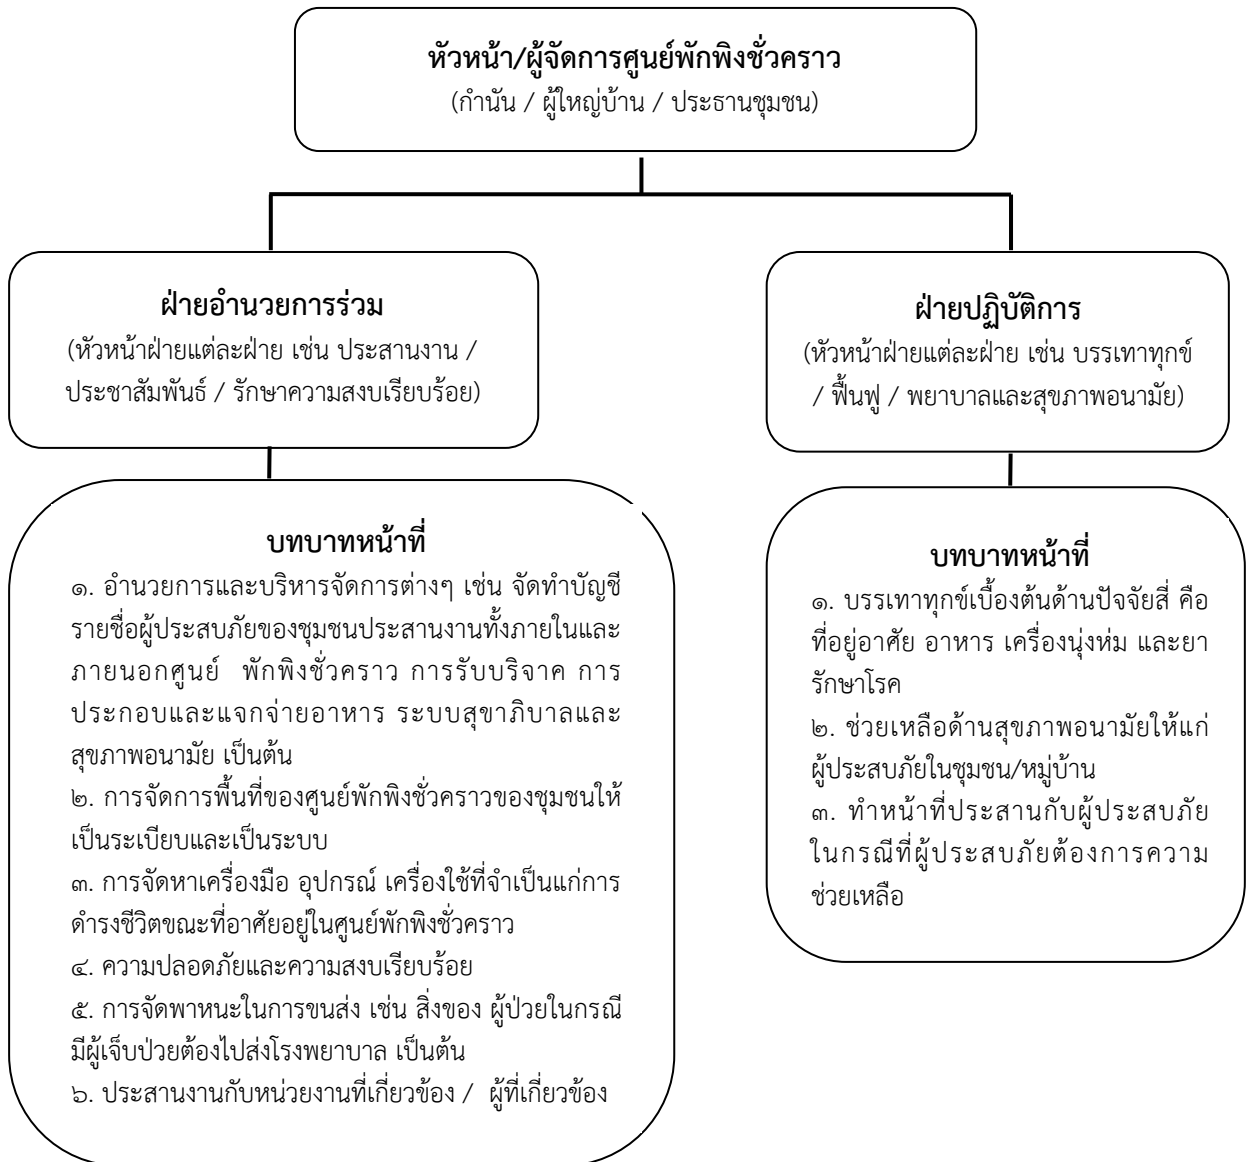 หัวหน้า/ผู้จัดการศูนย์พักพิงชั่วคราว
(กำนัน / ผู้ใหญ่บ้าน / ประธานชุมชน)
ฝ่ายอำนวยการร่วม
(หัวหน้าฝ่ายแต่ละฝ่าย เช่น ประสานงาน /
ประชาสัมพันธ์ / รักษาความสงบเรียบร้อย)
ฝ่ายปฏิบัติการ
(หัวหน้าฝ่ายแต่ละฝ่าย เช่น บรรเทาทุกข์
/ ฟื้นฟู / พยาบาลและสุขภาพอนามัย)
บทบาทหน้าที่
๑. อำนวยการและบริหารจัดการต่างๆ เช่น จัดทำบัญชี
รายชื่อผู้ประสบภัยของชุมชนประสานงานทั้งภายในและ
ภายนอกศูนย์ พักพิงชั่วคราว การรับบริจาค การ
ประกอบและแจกจ่ายอาหาร ระบบสุขาภิบาลและ
สุขภาพอนามัย เป็นต้น
๒. การจัดการพื้นที่ของศูนย์พักพิงชั่วคราวของชุมชนให้
เป็นระเบียบและเป็นระบบ
๓. การจัดหาเครื่องมือ อุปกรณ์ เครื่องใช้ที่จำเป็นแก่การ
ดำรงชีวิตขณะที่อาศัยอยู่ในศูนย์พักพิงชั่วคราว
๔. ความปลอดภัยและความสงบเรียบร้อย
๕. การจัดพาหนะในการขนส่ง เช่น สิ่งของ ผู้ป่วยในกรณี
มีผู้เจ็บป่วยต้องไปส่งโรงพยาบาล เป็นต้น
๖. ประสานงานกับหน่วยงานที่เกี่ยวข้อง / ผู้ที่เกี่ยวข้อง
บทบาทหน้าที่
๑. บรรเทาทุกข์เบื้องต้นด้านปัจจัยสี่ คือ
ที่อยู่อาศัย อาหาร เครื่องนุ่งห่ม และยา
รักษาโรค
๒. ช่วยเหลือด้านสุขภาพอนามัยให้แก่
ผู้ประสบภัยในชุมชน/หมู่บ้าน
๓. ทำหน้าที่ประสานกับผู้ประสบภัย
ในกรณีที่ผู้ประสบภัยต้องการความ
ช่วยเหลือ